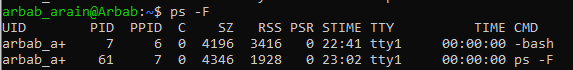 arbab_arain@Arbab:~$ ps -F
UID        PID  PPID  C    SZ   RSS PSR STIME TTY          TIME CMD
arbab_a+     7     6  0  4196  3416   0 22:41 tty1     00:00:00 -bash
arbab_a+    61     7  0  4346  1928   0 23:02 tty1     00:00:00 ps -F